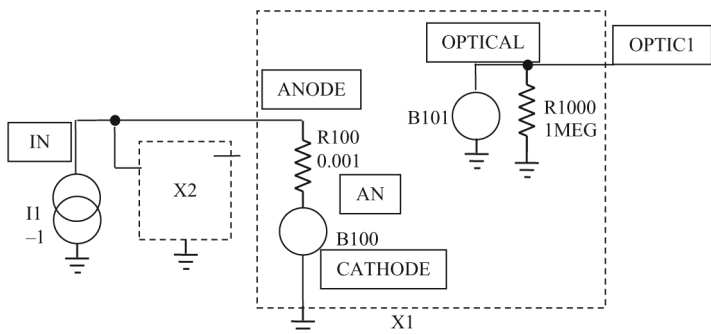 OPTICAL
OPTIC1
ANODE
B101
R1000
1MEG
IN
R100
0.001
X2
AN
I1
–1
B100
CATHODE
X1